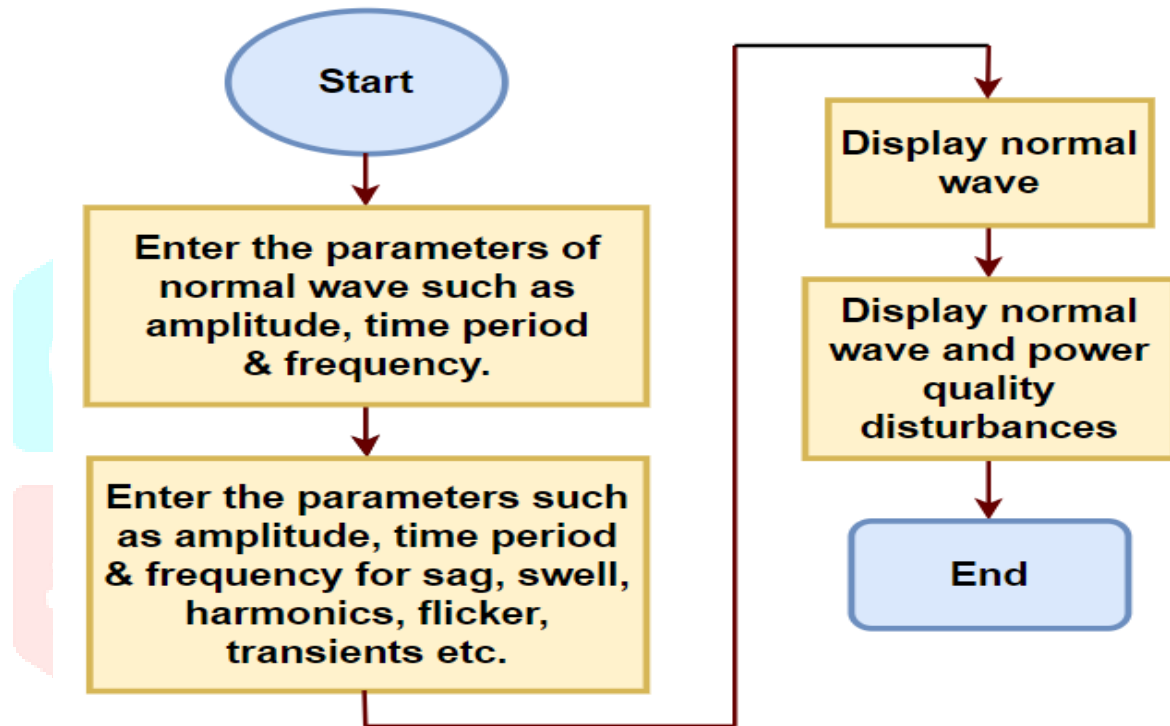 Start
Enter the parameters of
normal wave such as
amplitude, time period
& frequency.
Enter the parameters such
as amplitude, time period
& frequency for sag, swell,
harmonics, flicker,
transients etc.
Display normal
wave
Display normal
wave and power
quality
disturbances
End